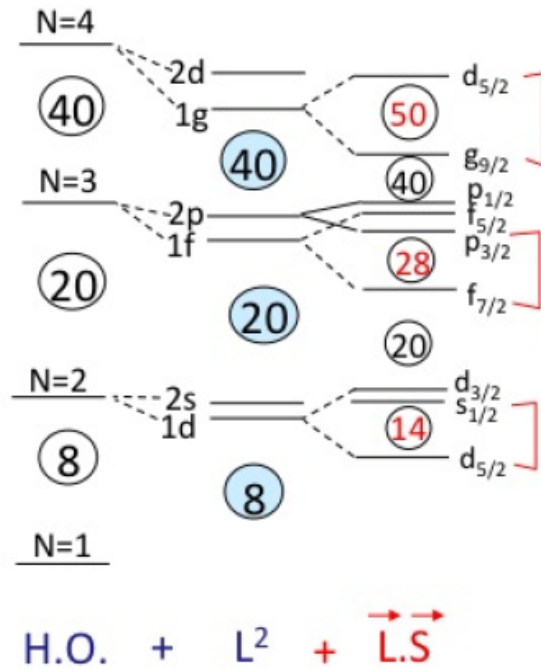 N=4
2d
d5/2
40
1g
50
40
g9/2
N=3
40
p1/2
2p
f5/2
1f
p3/2
28
20
20
f7/2
20
N=2
d3/2
2s
s1/2
1d
14
8
d5/2
8
N=1
H.O. + L² + L.S